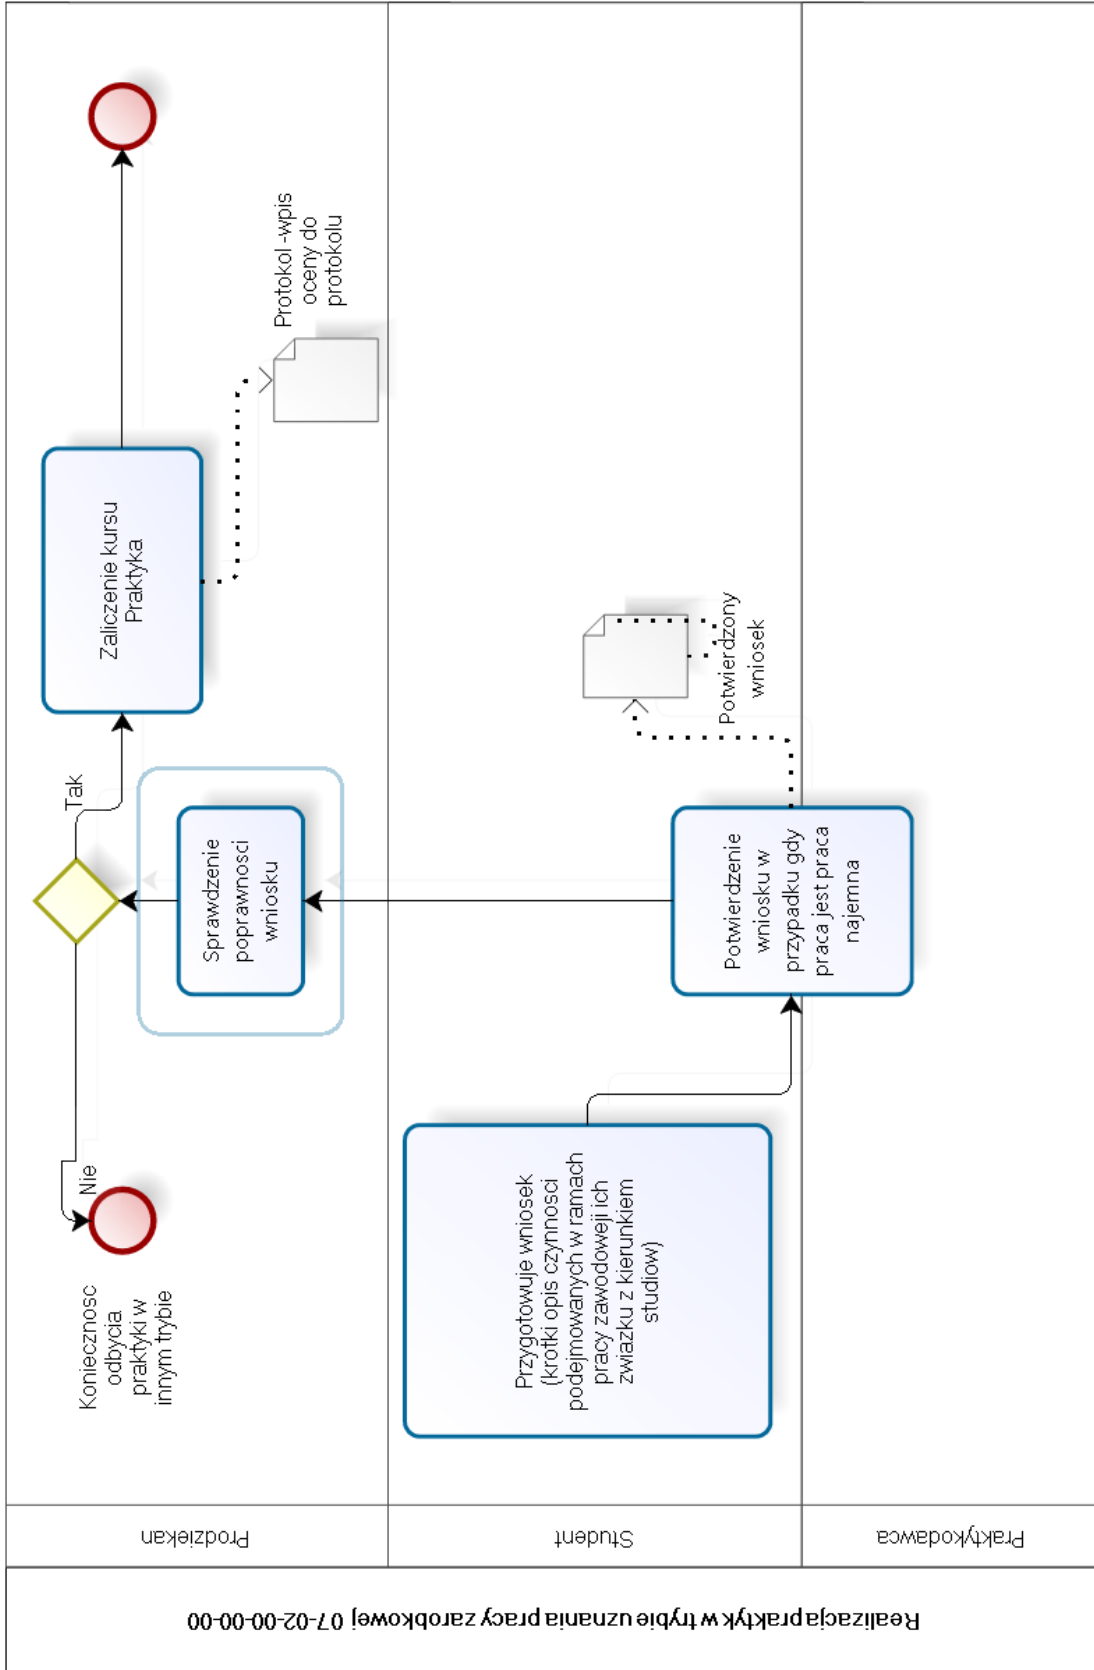 Realizacja praktyk w trybie uznania pracy zarobkowej 07-02-00-00-00
Prodziekan
Student
Praktykodawca
Koniecznosc
odbycia
praktyki w
innym trybie
Nie
Tak
Sprawdzenie
poprawnosci
wniosku
Zaliczenie kursu
Praktyka
Protokol -wpis
oceny do
protokolu
Przygotowuje wniosek
(krotki opis czynnosci
podejmowanych w ramach
pracy zawodoweji ich
zwiazku z kierunkiem
studiow)
Potwierdzenie
wniosku w
przypadku gdy
praca jest praca
najemna
Potwierdzony
wniosek